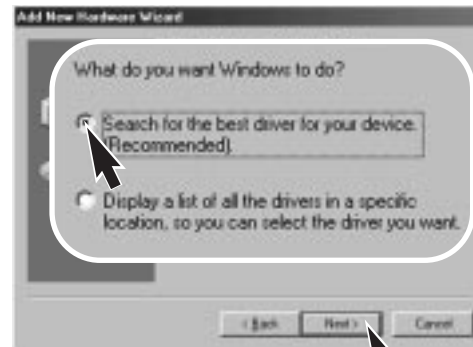 Add New Hardware Wizard
What do you want Windows to do?
Search for the best driver for your device.
(Recommended).
Display a list of all the drivers in a specific
location, so you can select the driver you want.
< Back
Next >
Cancel